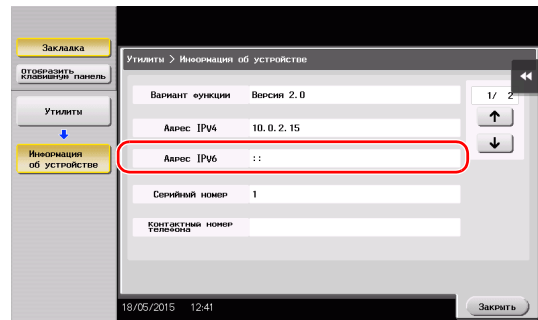 Закладка
Отобразить
клавишную панель
Утилиты
Информация
об устройстве
Утилиты > Информация об устройстве
Вариант функции Версия 2.0
1/ 2
Адрес IPv4 10.0.2.15
Адрес IPv6 ::
Серийный номер 1
Контактный номер
телефона
18/05/2015 12:41
Закрыть